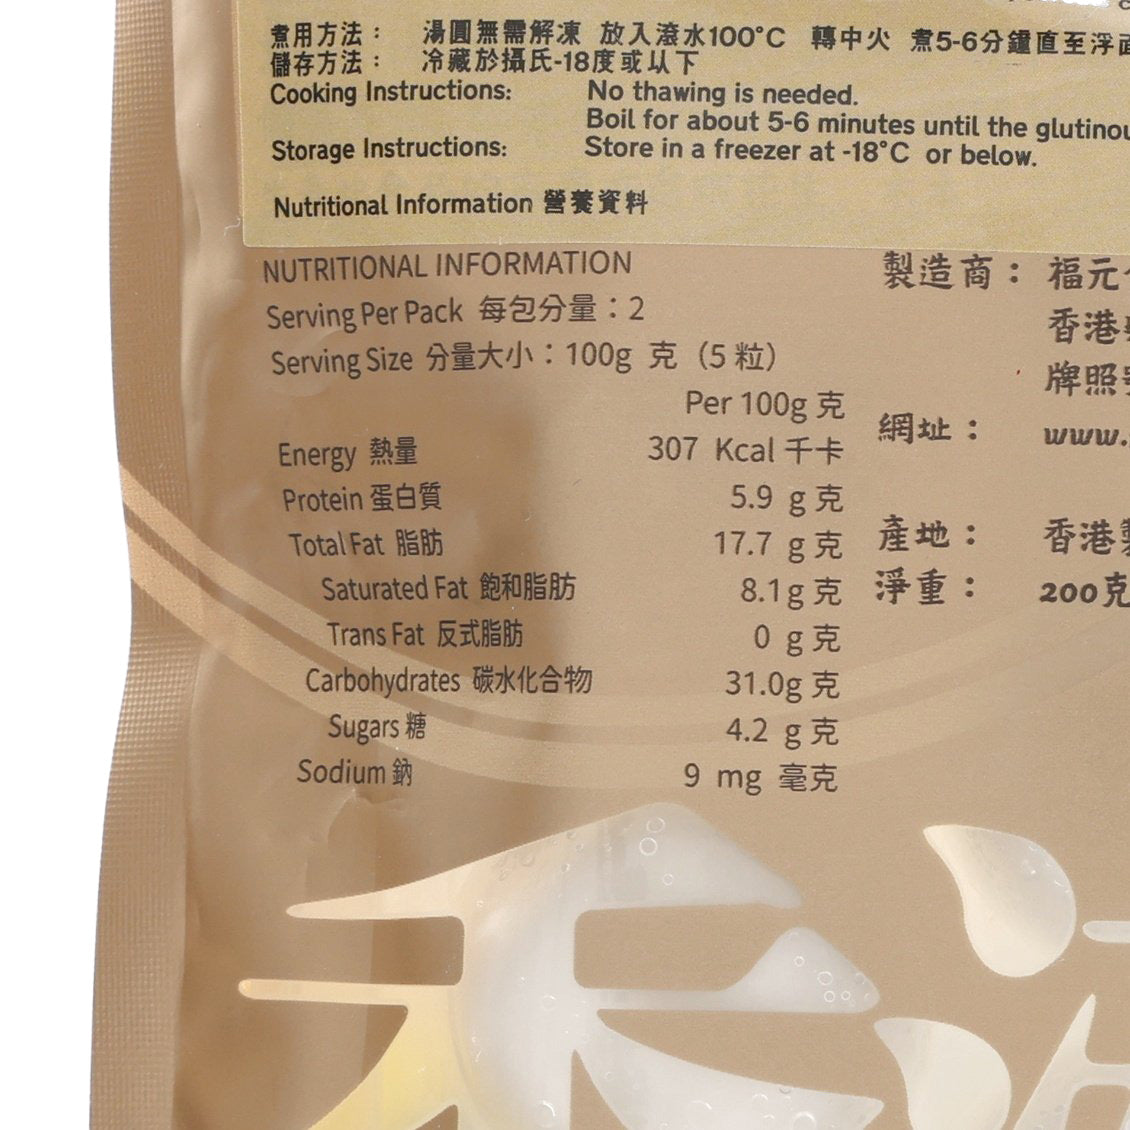 煮用方法： 湯圓無需解凍 放入滾水100°C 轉中火 煮5-6分鐘直至浮面
儲存方法： 冷藏於攝氏-18度或以下
Cooking Instructions: No thawing is needed.
Boil for about 5-6 minutes until the glutinou
Storage Instructions: Store in a freezer at -18°C or below.
Nutritional Information 營養資料
NUTRITIONAL INFORMATION
Serving Per Pack 每包分量：2
Serving Size 分量大小：100g 克（5 粒）
Per 100g 克
Energy 熱量 307 Kcal 千卡
Protein 蛋白質 5.9 g 克
Total Fat 脂肪 17.7 g 克
Saturated Fat 飽和脂肪 8.1g 克
Trans Fat 反式脂肪 0 g 克
Carbohydrates 碳水化合物 31.0g 克
Sugars 糖 4.2 g 克
Sodium 鈉 9 mg 毫克
製造商： 福元
香港
牌照
網址： www.
產地： 香港製
淨重： 200克